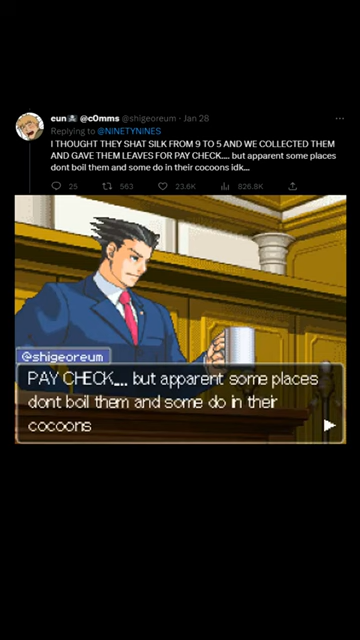 eun☠ @c0mms @shigeoreum · Jan 28
Replying to @NINETYNINES
I THOUGHT THEY SHAT SILK FROM 9 TO 5 AND WE COLLECTED THEM
AND GAVE THEM LEAVES FOR PAY CHECK.... but apparent some places
dont boil them and some do in their cocoons idk...
25 563 23.6K 826.8K
@shigeoreum
PAY CHECK.... but apparent some places
dont boil them and some do in their
cocoons